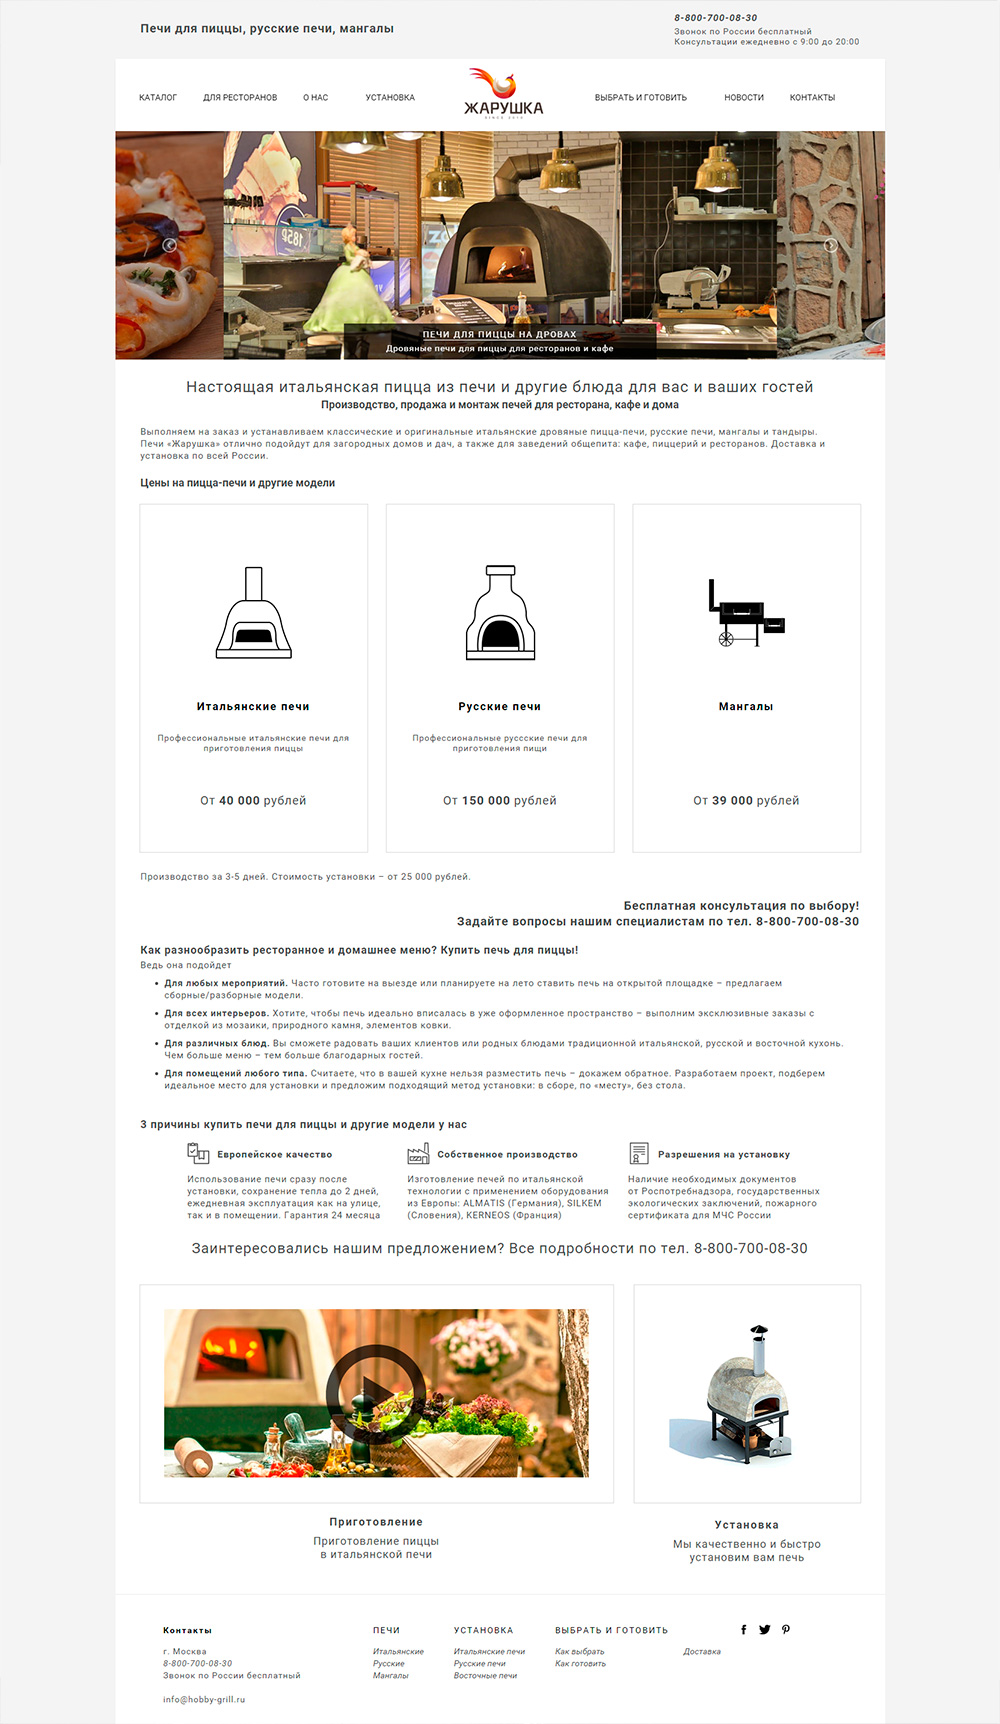 Печи для пиццы, русские печи, мангалы
8-800-700-08-30
Звонок по России бесплатный
Консультации ежедневно с 9:00 до 20:00
КАТАЛОГ ДЛЯ РЕСТОРАНОВ О НАС УСТАНОВКА ЖАРУШКА ВЫБРАТЬ И ГОТОВИТЬ НОВОСТИ КОНТАКТЫ
SINCE 2010
ПЕЧИ ДЛЯ ПИЦЦЫ НА ДРОВАХ
Дровяные печи для пиццы для ресторанов и кафе
Настоящая итальянская пицца из печи и другие блюда для вас и ваших гостей
Производство, продажа и монтаж печей для ресторана, кафе и дома
Выполняем на заказ и устанавливаем классические и оригинальные итальянские дровяные пицца-печи, русские печи, мангалы и тандыры.
Печи «Жарушка» отлично подойдут для загородных домов и дач, а также для заведений общепита: кафе, пиццерий и ресторанов. Доставка и
установка по всей России.
Цены на пицца-печи и другие модели
Итальянские печи
Профессиональные итальянские печи для
приготовления пиццы
От 40 000 рублей
Русские печи
Профессиональные руссские печи для
приготовления пищи
От 150 000 рублей
Мангалы
От 39 000 рублей
Производство за 3-5 дней. Стоимость установки – от 25 000 рублей.
Бесплатная консультация по выбору!
Задайте вопросы нашим специалистам по тел. 8-800-700-08-30
Как разнообразить ресторанное и домашнее меню? Купить печь для пиццы!
Ведь она подойдет
• Для любых мероприятий. Часто готовите на выезде или планируете на лето ставить печь на открытой площадке – предлагаем
сборные/разборные модели.
• Для всех интерьеров. Хотите, чтобы печь идеально вписалась в уже оформленное пространство – выполним эксклюзивные заказы с
отделкой из мозаики, природного камня, элементов ковки.
• Для различных блюд. Вы сможете радовать ваших клиентов или родных блюдами традиционной итальянской, русской и восточной кухонь.
Чем больше меню – тем больше благодарных гостей.
• Для помещений любого типа. Считаете, что в вашей кухне нельзя разместить печь – докажем обратное. Разработаем проект, подберем
идеальное место для установки и предложим подходящий метод установки: в сборе, по «месту», без стола.
3 причины купить печи для пиццы и другие модели у нас
Европейское качество
Использование печи сразу после
установки, сохранение тепла до 2 дней,
ежедневная эксплуатация как на улице,
так и в помещении. Гарантия 24 месяца
Собственное производство
Изготовление печей по итальянской
технологии с применением оборудования
из Европы: ALMATIS (Германия), SILKEM
(Словения), KERNEOS (Франция)
Разрешения на установку
Наличие необходимых документов
от Роспотребнадзора, государственных
экологических заключений, пожарного
сертификата для МЧС России
Заинтересовались нашим предложением? Все подробности по тел. 8-800-700-08-30
Приготовление
Приготовление пиццы
в итальянской печи
Установка
Мы качественно и быстро
установим вам печь
Контакты
г. Москва
8-800-700-08-30
Звонок по России бесплатный
info@hobby-grill.ru
ПЕЧИ
Итальянские
Русские
Мангалы
УСТАНОВКА
Итальянские печи
Русские печи
Восточные печи
ВЫБРАТЬ И ГОТОВИТЬ
Как выбрать
Как готовить
Доставка